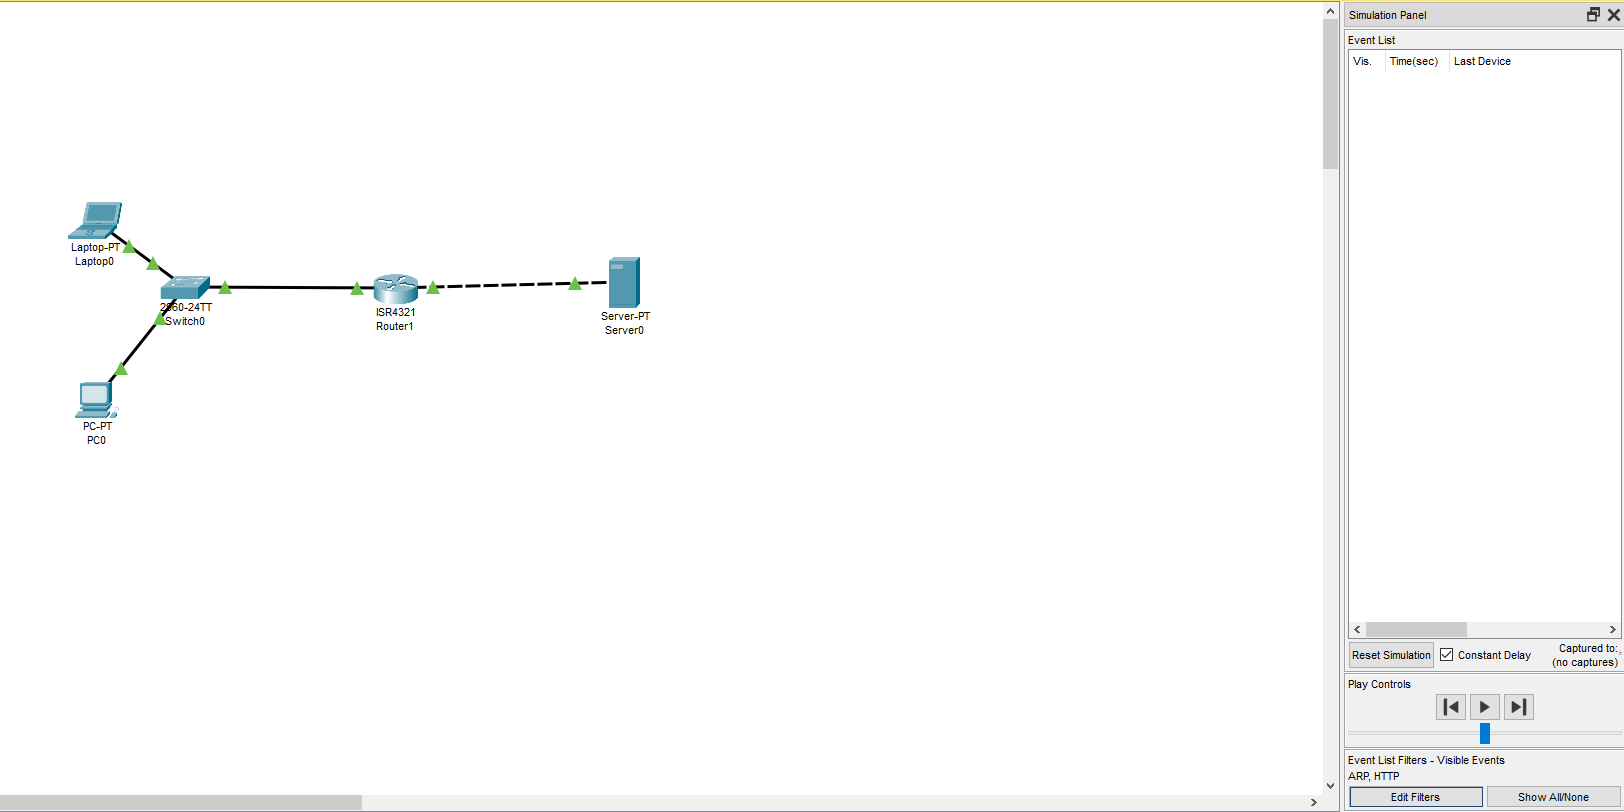 Simulation Panel
Event List
Vis. Time(sec) Last Device
Laptop-PT
Laptop0
2960-24TT
Switch0
ISR4321
Router1
Server-PT
Server0
PC-PT
PC0
Reset Simulation Constant Delay Captured to:
(no captures)
Play Controls
Event List Filters - Visible Events
ARP, HTTP
Edit Filters Show All/None